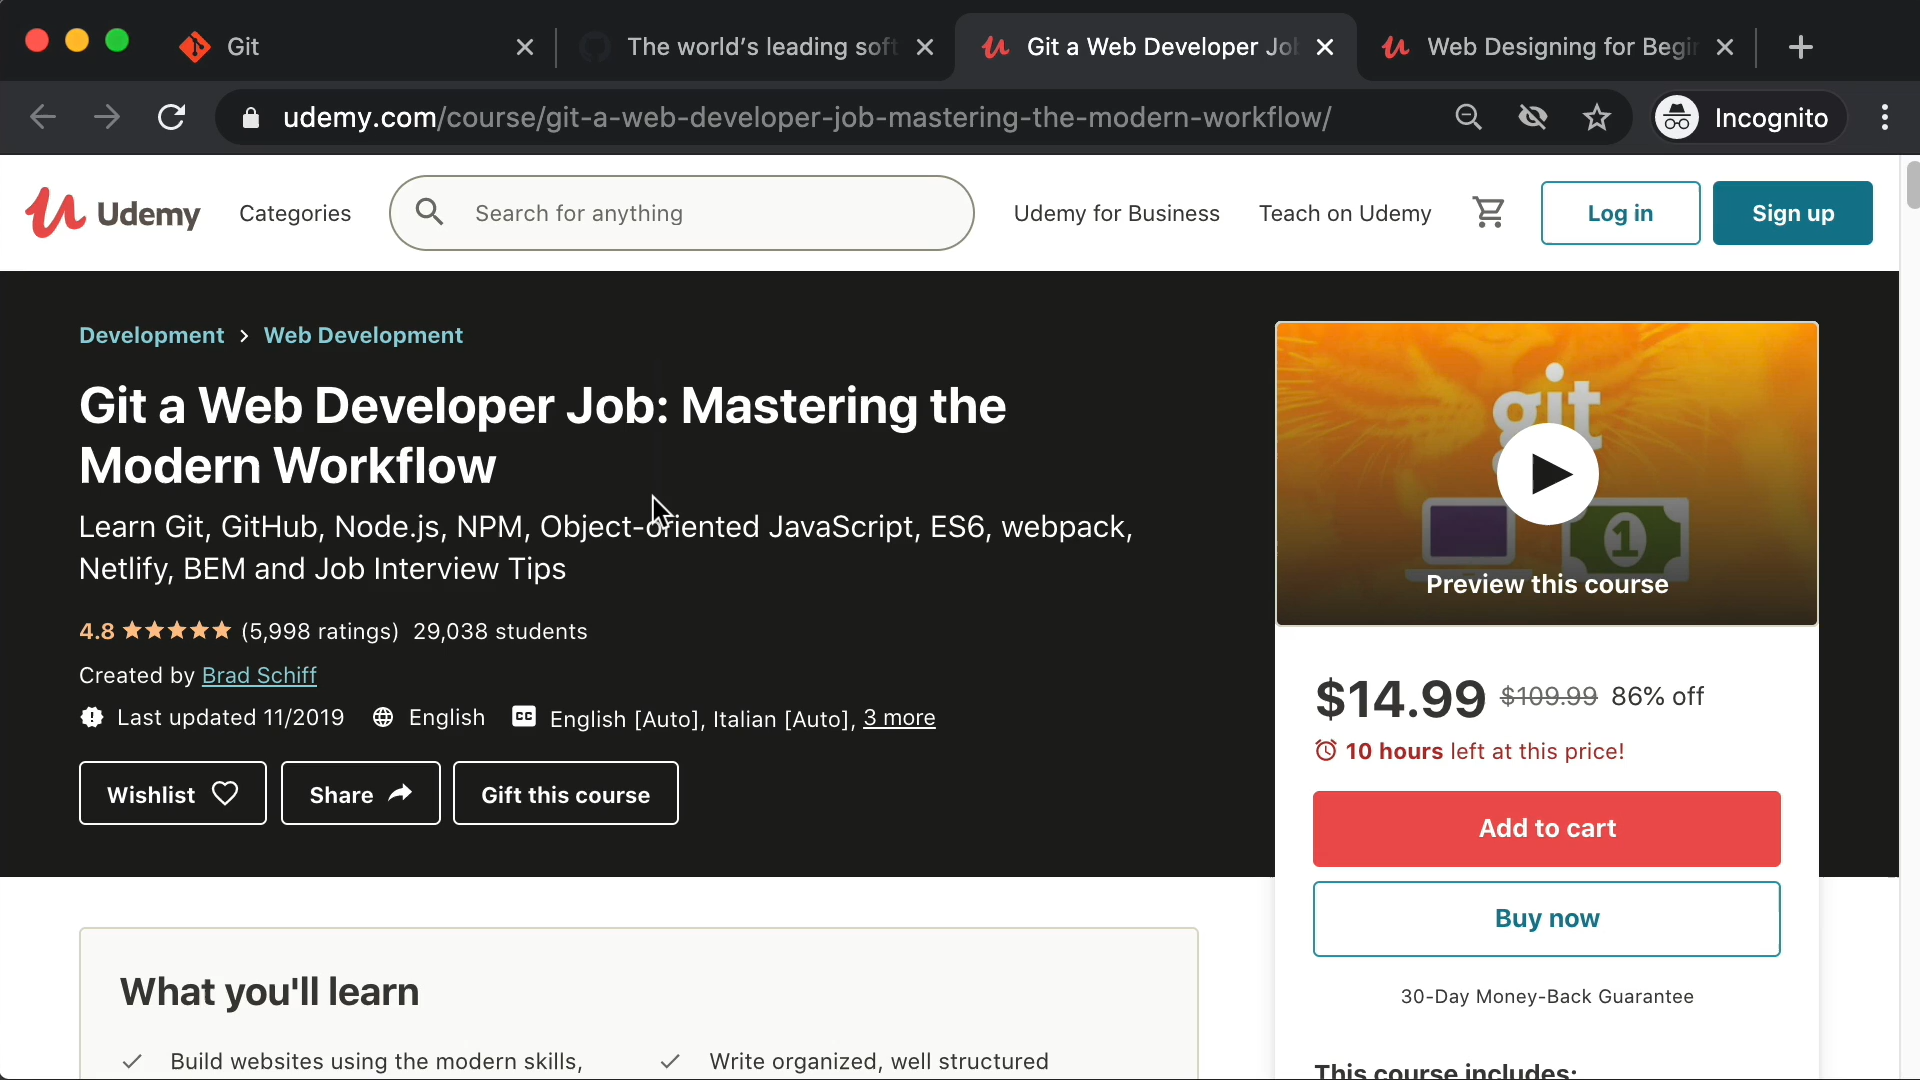 Git
The world's leading soft
Git a Web Developer Job
Web Designing for Begin
udemy.com/course/git-a-web-developer-job-mastering-the-modern-workflow/
Incognito
Udemy
Categories
Search for anything
Udemy for Business
Teach on Udemy
Log in
Sign up
Development > Web Development
Git a Web Developer Job: Mastering the
Modern Workflow
Learn Git, GitHub, Node.js, NPM, Object-oriented JavaScript, ES6, webpack,
Netlify, BEM and Job Interview Tips
4.8 (5,998 ratings) 29,038 students
Created by Brad Schiff
Last updated 11/2019 English CC English [Auto], Italian [Auto], 3 more
Wishlist
Share
Gift this course
git
1
Preview this course
$14.99 $109.99 86% off
10 hours left at this price!
Add to cart
Buy now
30-Day Money-Back Guarantee
This course includes:
What you'll learn
Build websites using the modern skills,
Write organized, well structured